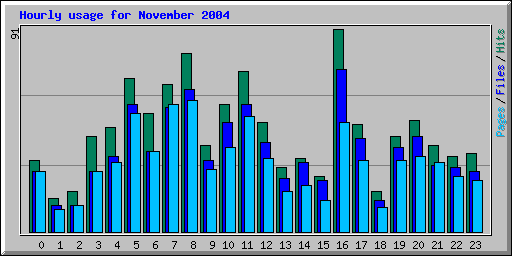 Hourly usage for November 2004
91
Pages / Files / Hits
0 1 2 3 4 5 6 7 8 9 10 11 12 13 14 15 16 17 18 19 20 21 22 23